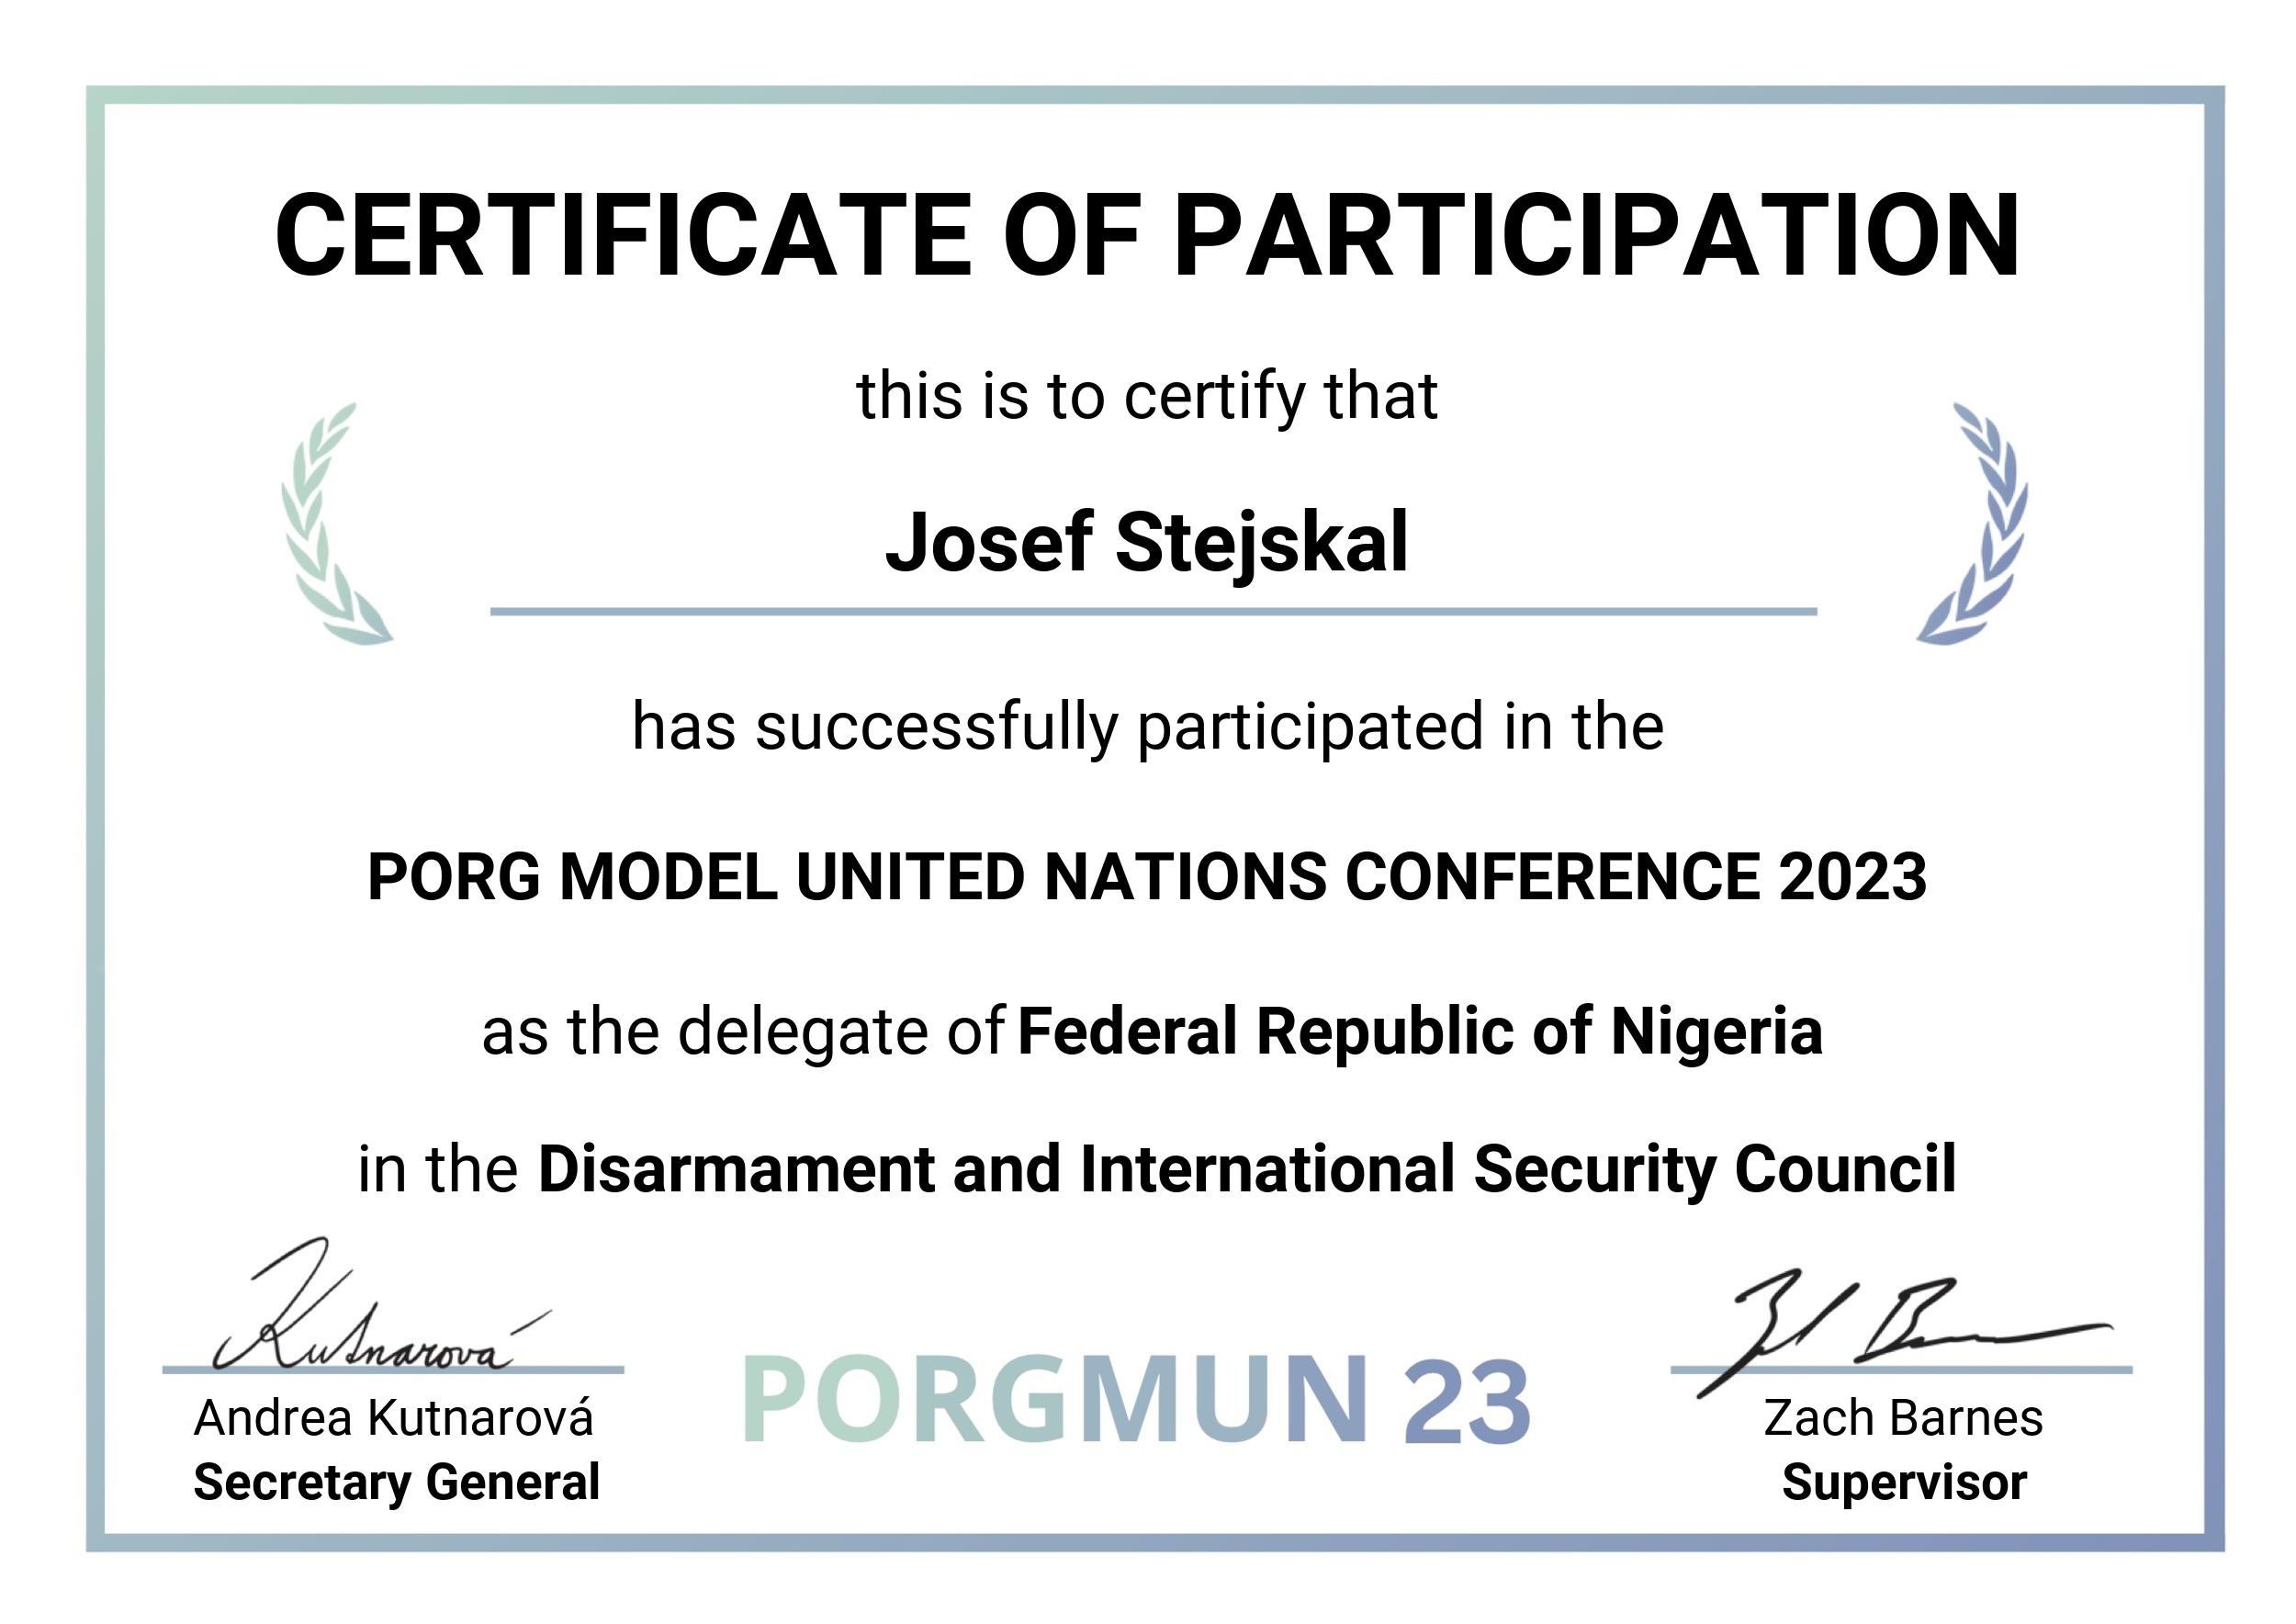 CERTIFICATE OF PARTICIPATION
this is to certify that
Josef Stejskal
has successfully participated in the
PORG MODEL UNITED NATIONS CONFERENCE 2023
as the delegate of Federal Republic of Nigeria
in the Disarmament and International Security Council
Kutnarová
Andrea Kutnarová
Secretary General
PORGMUN 23
Zach Barnes
Supervisor